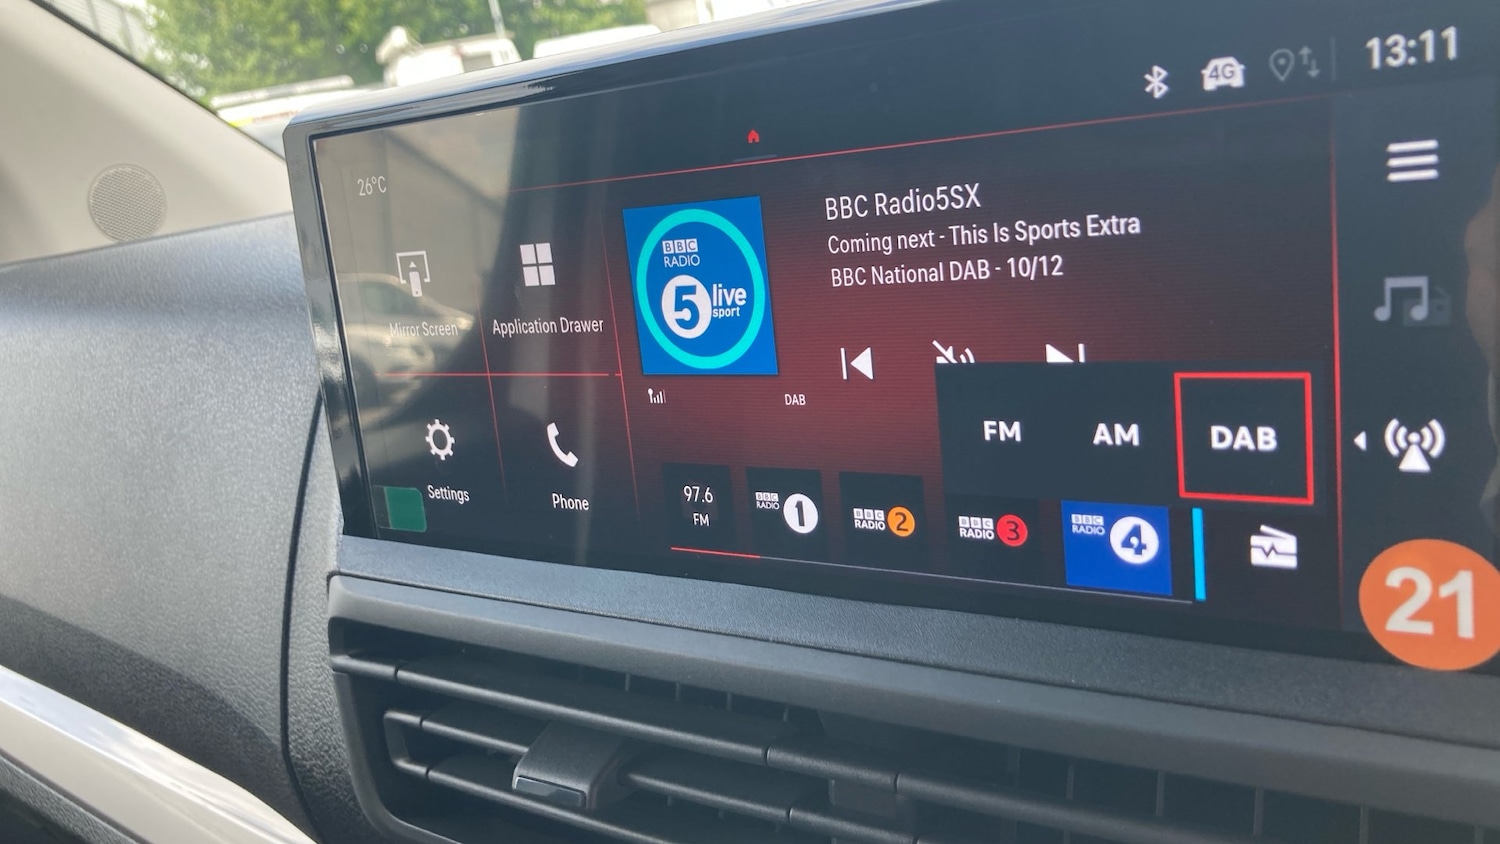 4G
13:11
26°C
BBC Radio5SX
Coming next - This Is Sports Extra
BBC National DAB - 10/12
BBC
RADIO
5 live
sport
Mirror Screen
Application Drawer
DAB
FM
AM
DAB
Settings
Phone
97.6
FM
BBC
RADIO 1
BBC
RADIO 2
BBC
RADIO 3
BBC
RADIO 4
21